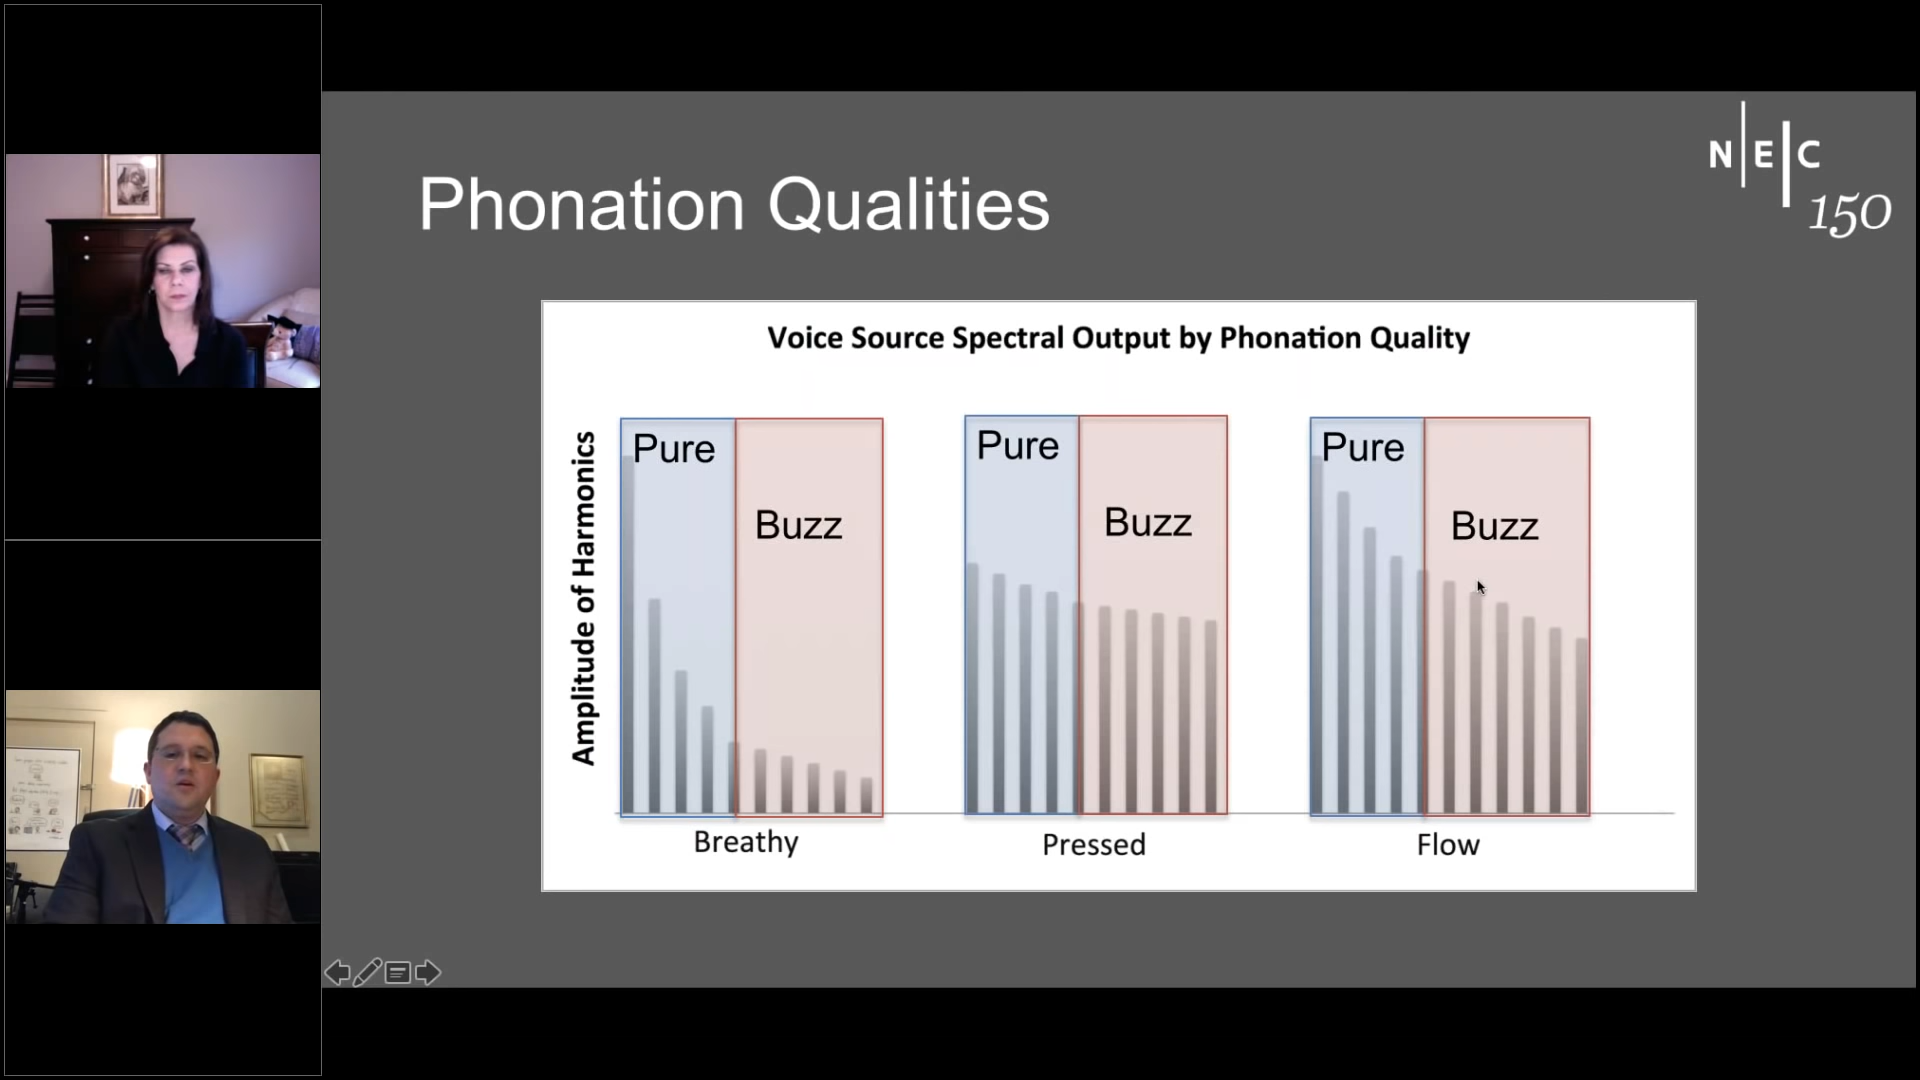 NEC
150
Phonation Qualities
Voice Source Spectral Output by Phonation Quality
Amplitude of Harmonics
Pure
Buzz
Pure
Buzz
Pure
Buzz
Breathy
Pressed
Flow